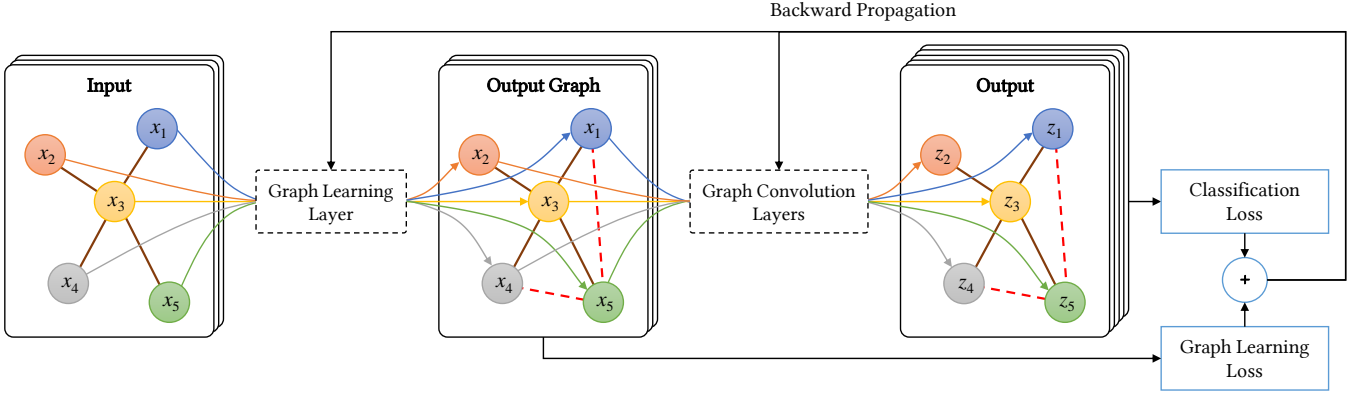 Backward Propagation
Input
x1
x2
x3
x4
x5
Graph Learning
Layer
Output Graph
x1
x2
x3
x4
x5
Graph Convolution
Layers
Output
z1
z2
z3
z4
z5
Classification
Loss
+
Graph Learning
Loss